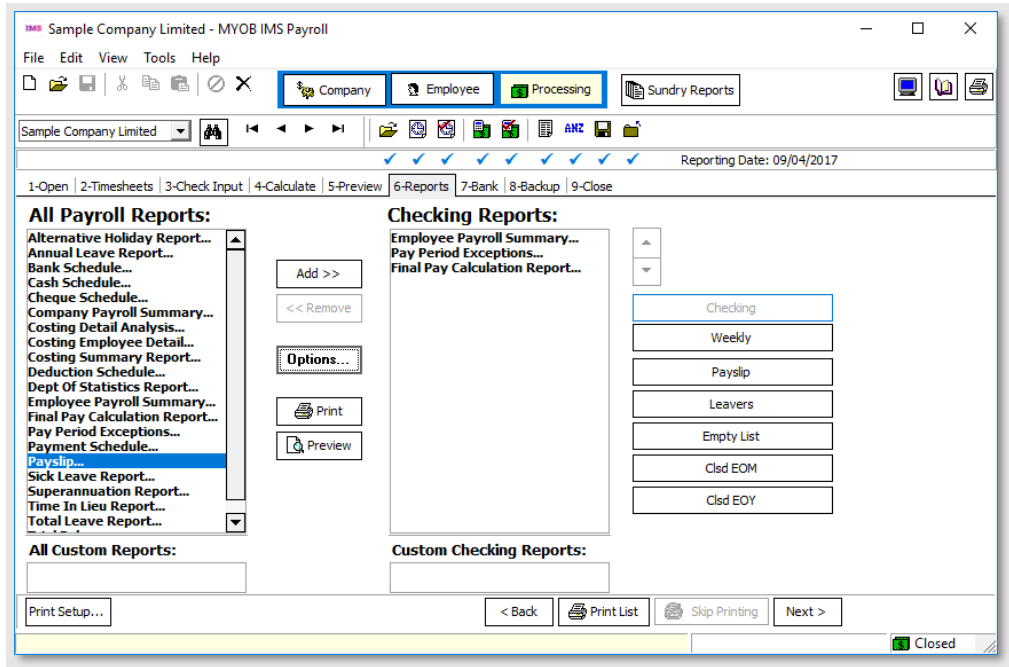 IMS Sample Company Limited - MYOB IMS Payroll
File Edit View Tools Help
Company Employee Processing Sundry Reports
Sample Company Limited ANZ
Reporting Date: 09/04/2017
1-Open 2-Timesheets 3-Check Input 4-Calculate 5-Preview 6-Reports 7-Bank 8-Backup 9-Close
All Payroll Reports:
Alternative Holiday Report...
Annual Leave Report...
Bank Schedule...
Cash Schedule...
Cheque Schedule...
Company Payroll Summary...
Costing Detail Analysis...
Costing Employee Detail...
Costing Summary Report...
Deduction Schedule...
Dept Of Statistics Report...
Employee Payroll Summary...
Final Pay Calculation Report...
Pay Period Exceptions...
Payment Schedule...
Payslip...
Sick Leave Report...
Superannuation Report...
Time In Lieu Report...
Total Leave Report...
Add >>
<< Remove
Options...
Print
Preview
Checking Reports:
Employee Payroll Summary...
Pay Period Exceptions...
Final Pay Calculation Report...
Checking
Weekly
Payslip
Leavers
Empty List
Clsd EOM
Clsd EOY
All Custom Reports:
Custom Checking Reports:
Print Setup... < Back Print List Skip Printing Next >
Closed